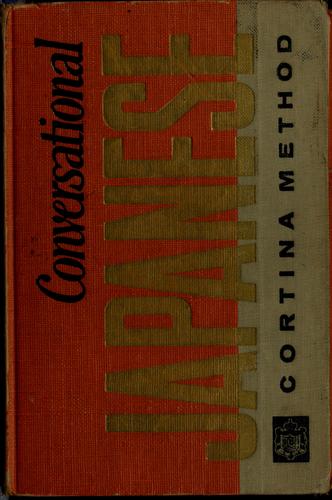 Conversational
JAPANESE
CORTINA METHOD